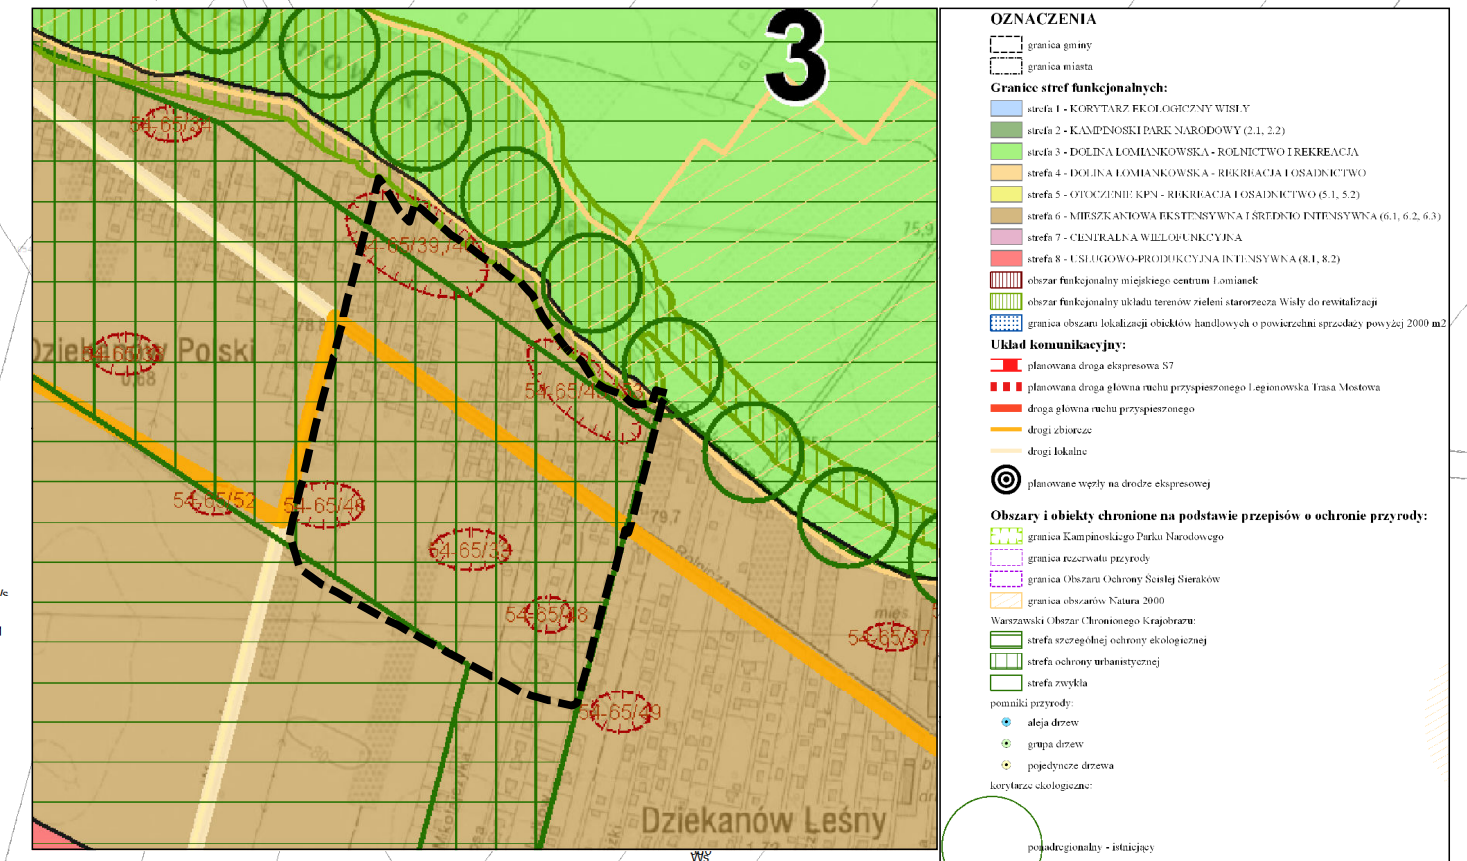 3
54-65/34
54-65/39,/40
75,9
78,8
Dziekanów Polski
0,68
54-65/52
54-65/46
54-65/33
79,7
54-65/48
mies
54-65/37
54-65/49
Dziekanów Leśny
OZNACZENIA
granica gminy
granica miasta
Granice stref funkcjonalnych:
strefa 1 - KORYTARZ EKOLOGICZNY WISŁY
strefa 2 - KAMPINOSKI PARK NARODOWY (2.1, 2.2)
strefa 3 - DOLINA ŁOMIANKOWSKA - ROLNICTWO I REKREACJA
strefa 4 - DOLINA ŁOMIANKOWSKA - REKREACJA I OSADNICTWO
strefa 5 - OTOCZENIE KPN - REKREACJA I OSADNICTWO (5.1, 5.2)
strefa 6 - MIESZKANIOWA EKSTENSYWNA I ŚREDNIO INTENSYWNA (6.1, 6.2, 6.3)
strefa 7 - CENTRALNA WIELOFUNKCYJNA
strefa 8 - USŁUGOWO-PRODUKCYJNA INTENSYWNA (8.1, 8.2)
obszar funkcjonalny miejskiego centrum Łomianek
obszar funkcjonalny układu terenów zieleni starorzecza Wisły do rewitalizacji
granica obszaru lokalizacji obiektów handlowych o powierzchni sprzedaży powyżej 2000 m2
Układ komunikacyjny:
planowana droga ekspresowa S7
planowana droga główna ruchu przyspieszonego Legionowska Trasa Mostowa
droga główna ruchu przyspieszonego
drogi zbiorcze
drogi lokalne
planowane węzły na drodze ekspresowej
Obszary i obiekty chronione na podstawie przepisów o ochronie przyrody:
granica Kampinoskiego Parku Narodowego
granica rezerwatu przyrody
granica Obszaru Ochrony Ścisłej Sieraków
granica obszarów Natura 2000
Warszawski Obszar Chronionego Krajobrazu:
strefa szczególnej ochrony ekologicznej
strefa ochrony urbanistycznej
strefa zwykła
pomniki przyrody:
aleja drzew
grupa drzew
pojedyncze drzewa
korytarze ekologiczne:
ponadregionalny - istniejący